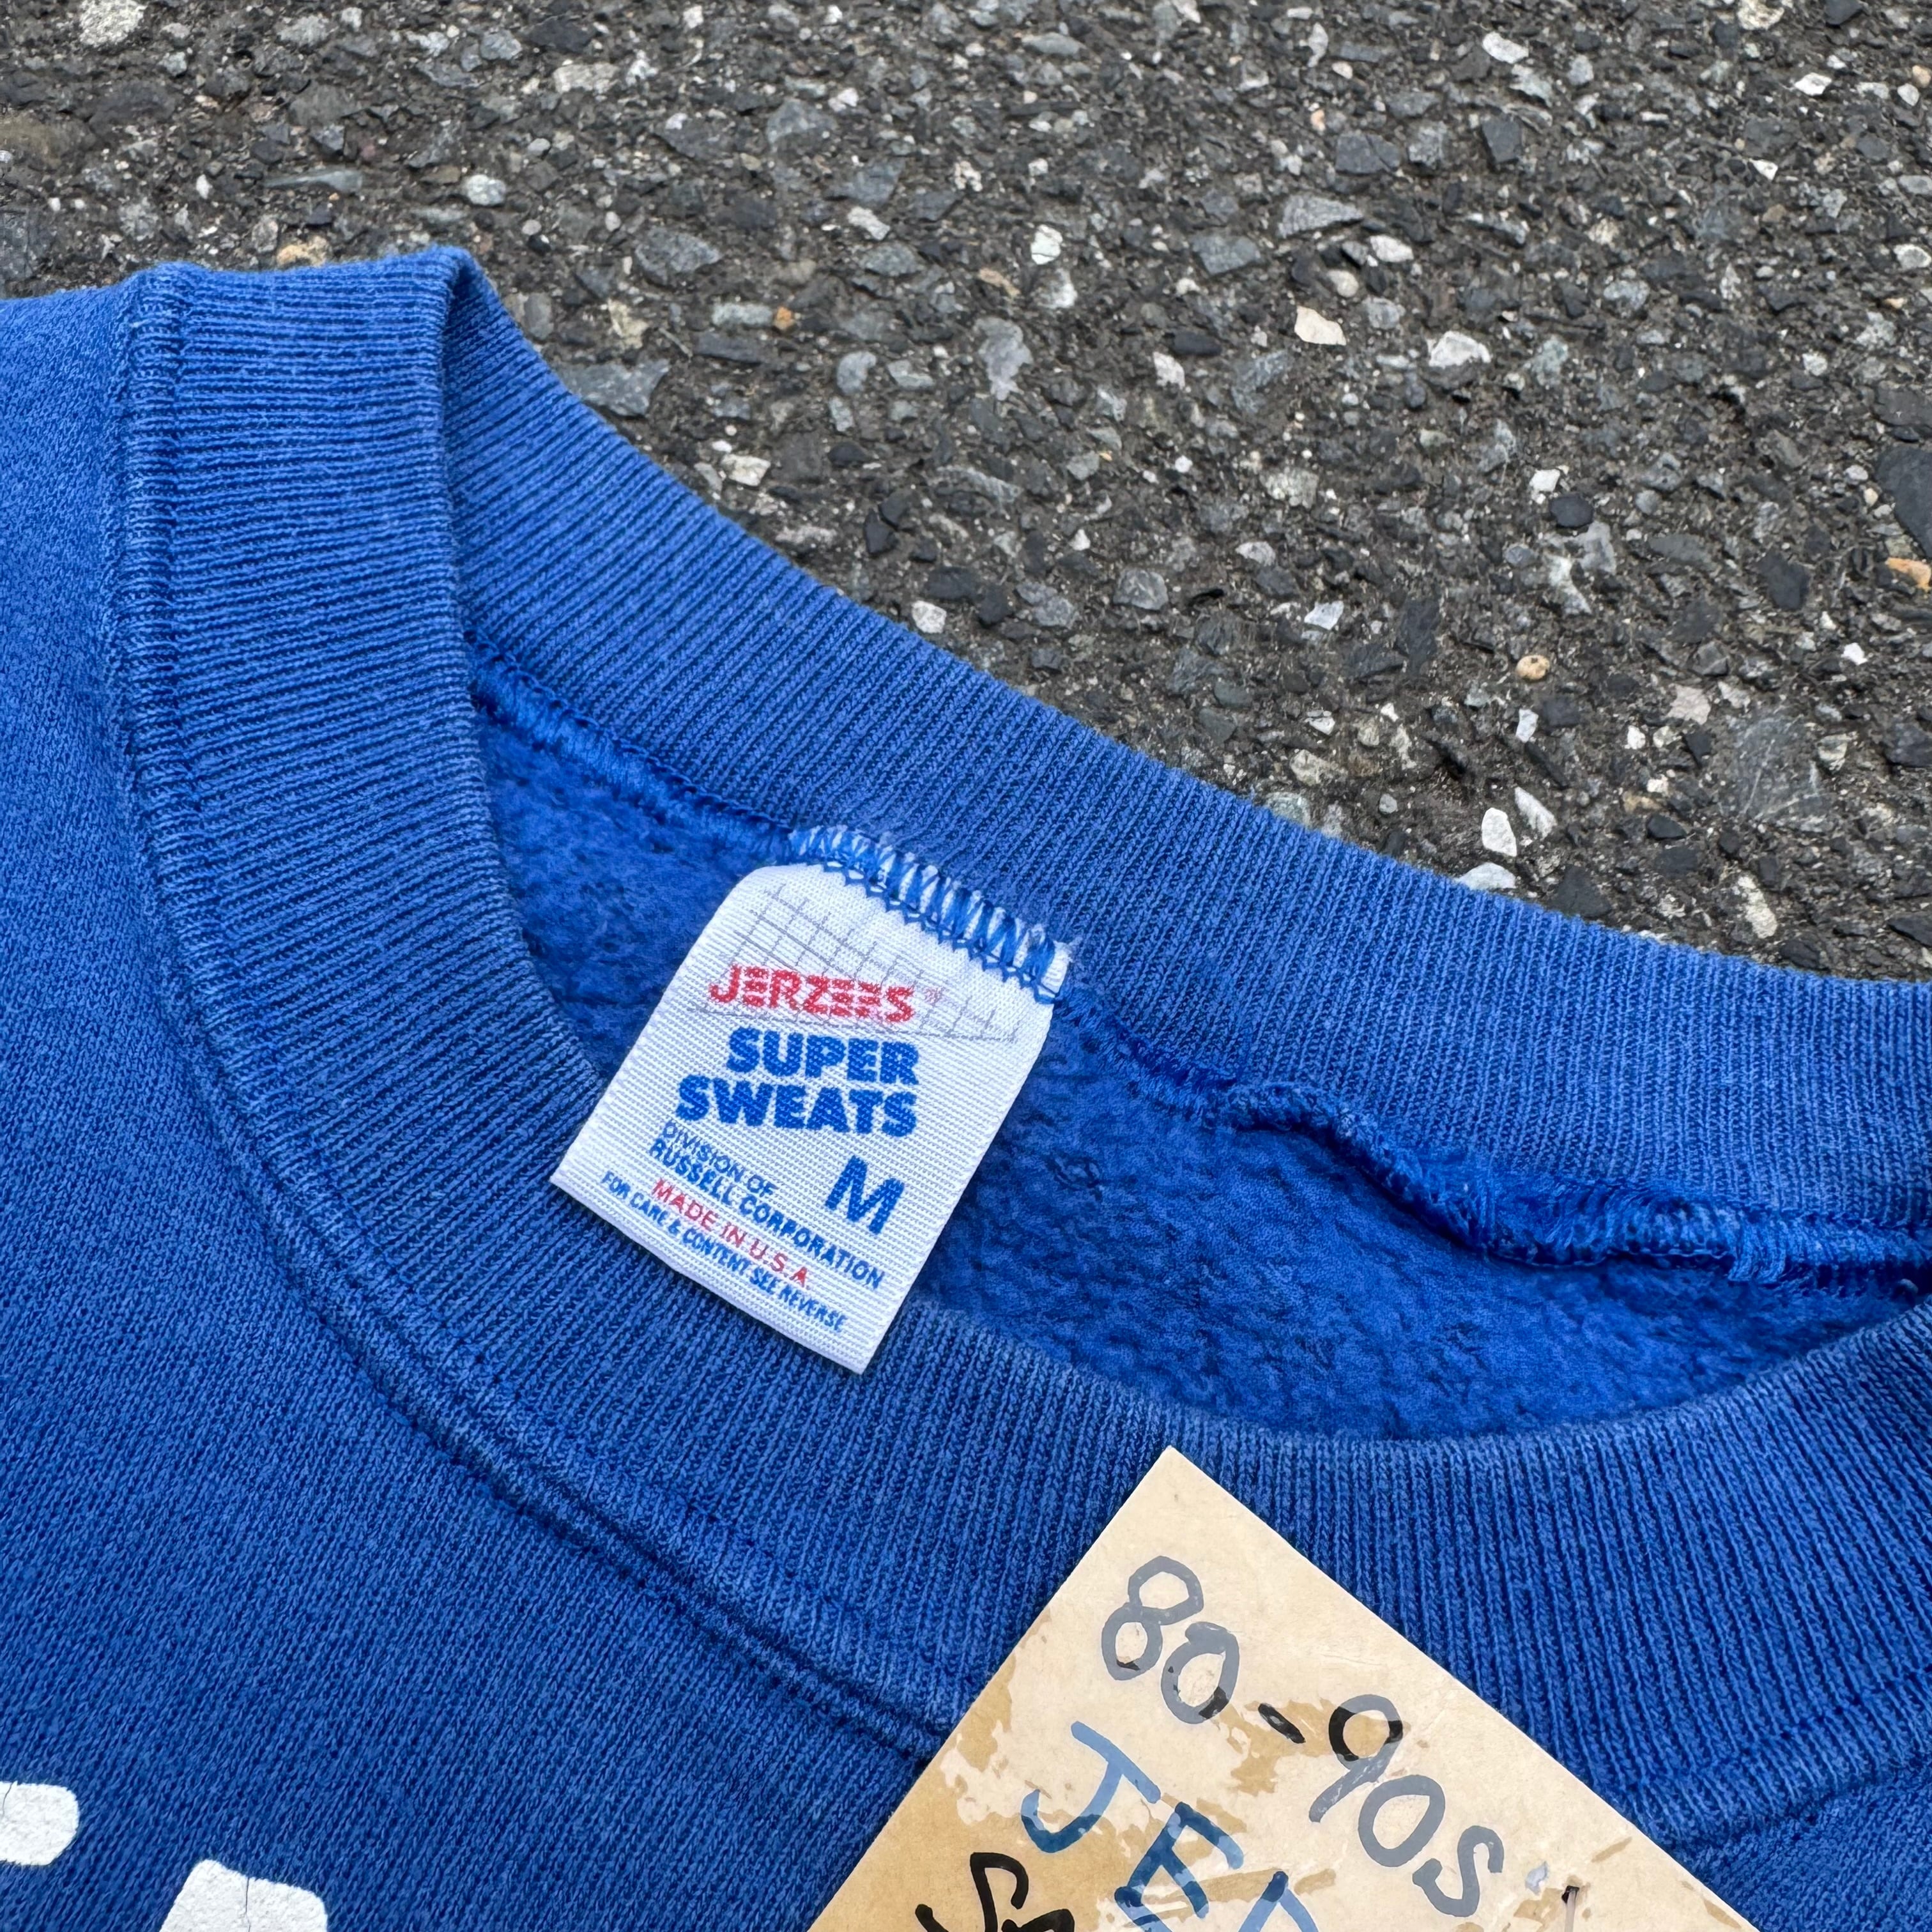 JERZEES
SUPER
SWEATS
DIVISION OF
RUSSELL CORPORATION
M
MADE IN U.S.A.
FOR CARE & CONTENT SEE REVERSE
80-90s